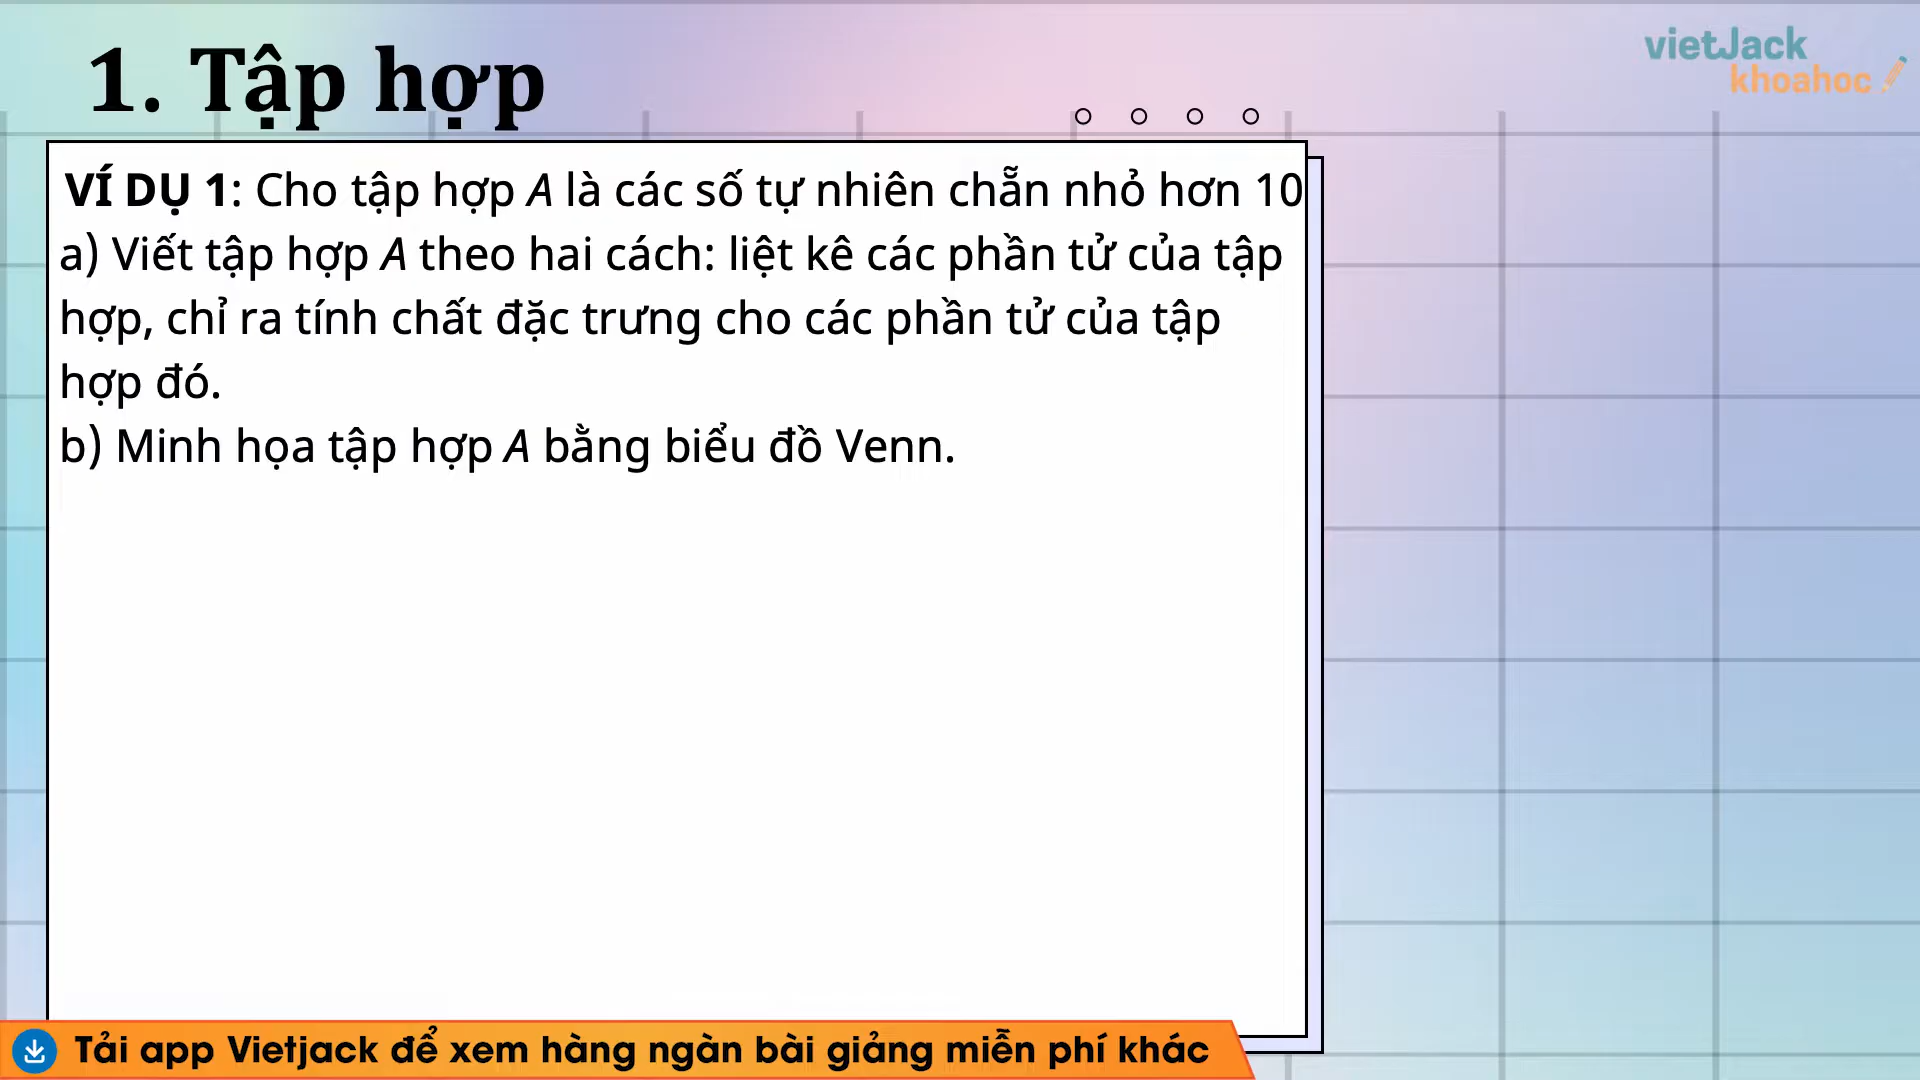 1. Tập hợp
vietJack
khoahoc
VÍ DỤ 1: Cho tập hợp A là các số tự nhiên chẵn nhỏ hơn 10
a) Viết tập hợp A theo hai cách: liệt kê các phần tử của tập
hợp, chỉ ra tính chất đặc trưng cho các phần tử của tập
hợp đó.
b) Minh họa tập hợp A bằng biểu đồ Venn.
Tải app Vietjack để xem hàng ngàn bài giảng miễn phí khác